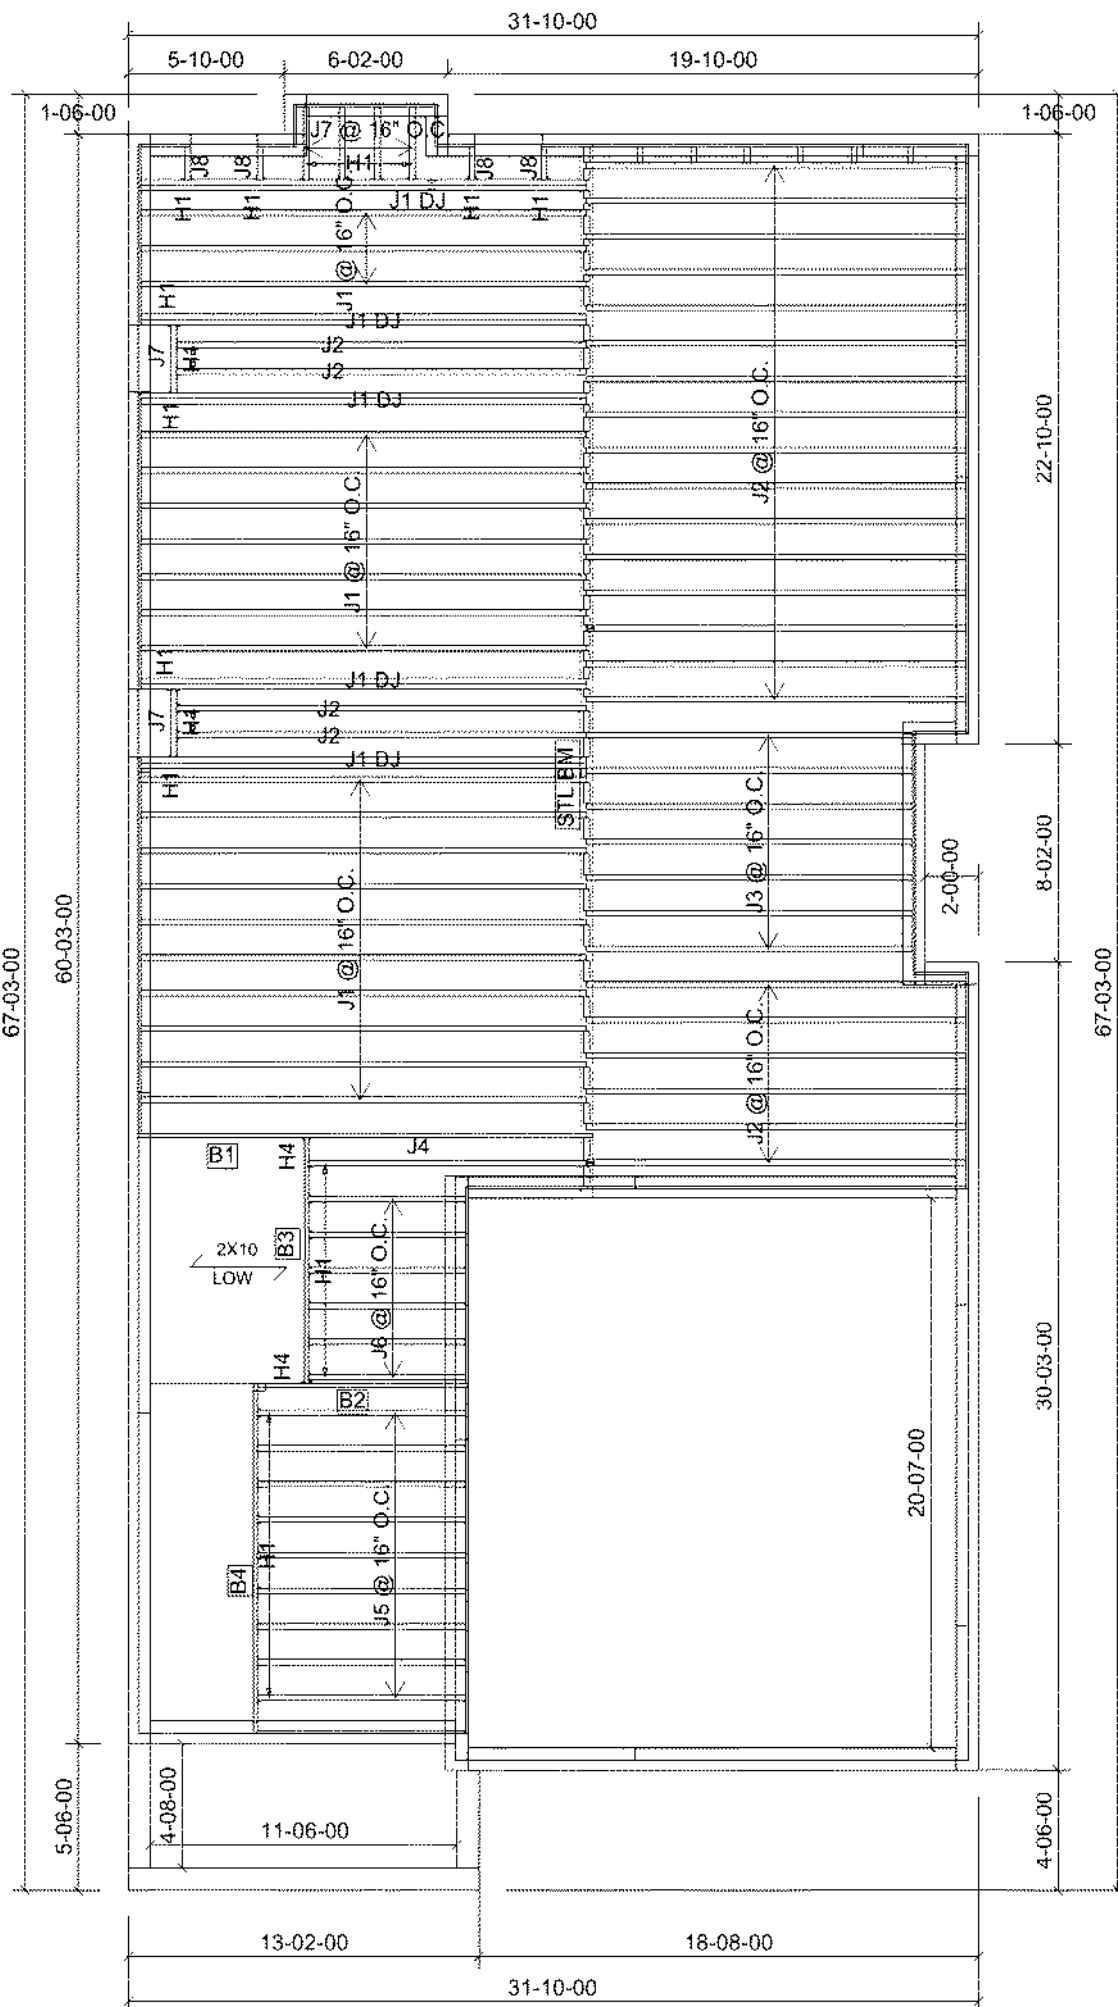 31-10-00
5-10-00
6-02-00
19-10-00
1-06-00
1-06-00
J7 @ 16" O.C
J8
J8
H1
J8
J8
J1 DJ
H1
H1
H1
H1
J1 @ 16" O.C
H1
J1 DJ
J7
H1
J2
J2
J1 DJ
H1
J2 @ 16" O.C.
22-10-00
J1 @ 16" O.C.
H1
J1 DJ
J7
H1
J2
J2
J1 DJ
H1
STL BM
J3 @ 16" O.C.
2-00-00
8-02-00
67-03-00
60-03-00
J1 @ 16" O.C.
67-03-00
J2 @ 16" O.C.
B1
H4
J4
B3
2X10
LOW
H1
J6 @ 16" O.C.
H4
B2
30-03-00
20-07-00
B4
H1
J5 @ 16" O.C.
5-06-00
4-08-00
11-06-00
4-06-00
13-02-00
18-08-00
31-10-00